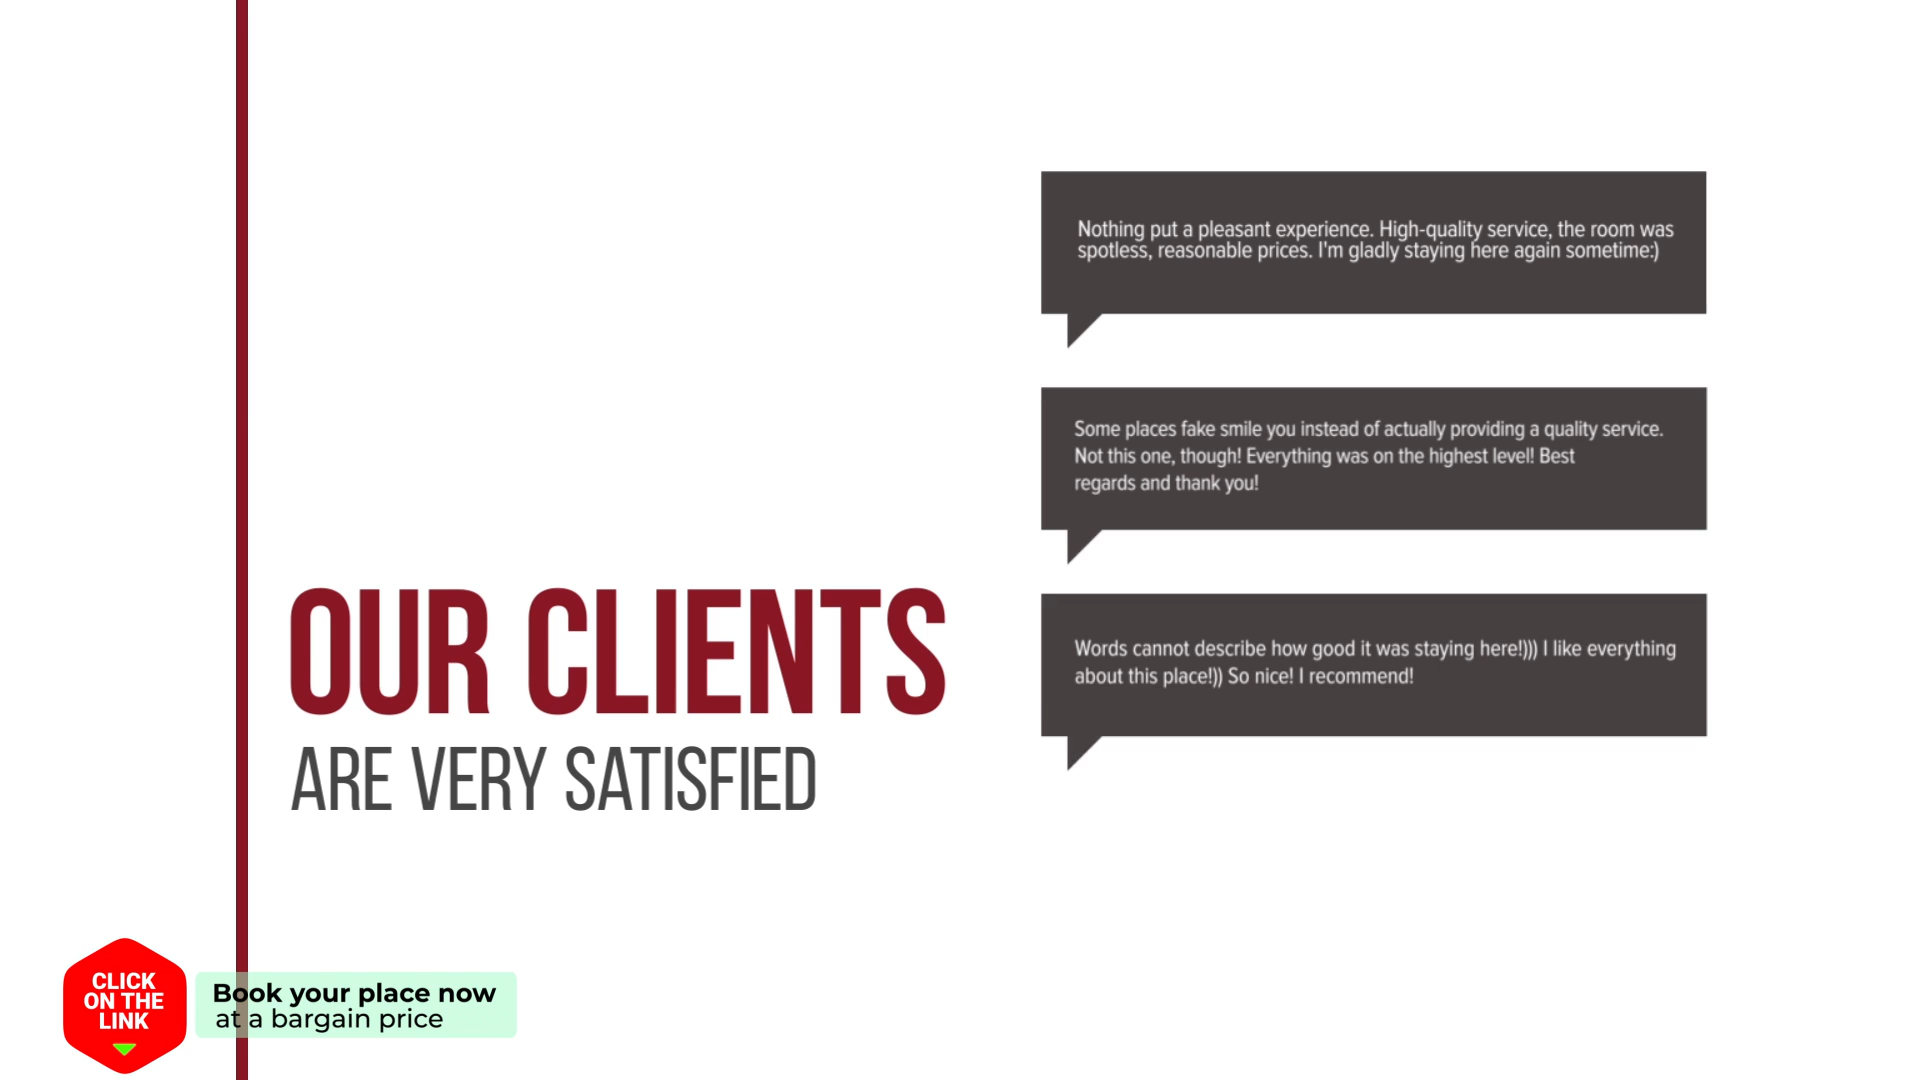 Nothing put a pleasant experience. High-quality service, the room was
spotless, reasonable prices. I'm gladly staying here again sometime:)
Some places fake smile you instead of actually providing a quality service.
Not this one, though! Everything was on the highest level! Best
regards and thank you!
Words cannot describe how good it was staying here!))) I like everything
about this place!)) So nice! I recommend!
OUR CLIENTS
ARE VERY SATISFIED
CLICK
ON THE
LINK
Book your place now
at a bargain price